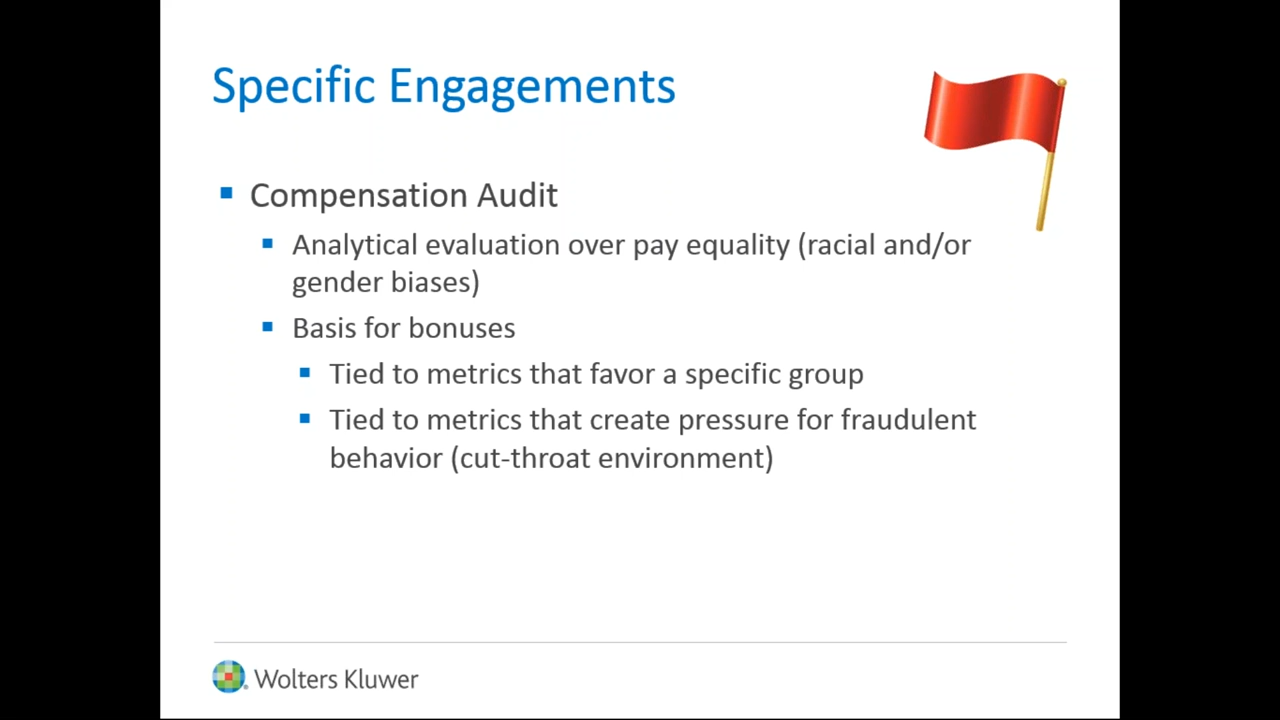 Specific Engagements
Compensation Audit
Analytical evaluation over pay equality (racial and/or
gender biases)
Basis for bonuses
Tied to metrics that favor a specific group
Tied to metrics that create pressure for fraudulent
behavior (cut-throat environment)
Wolters Kluwer